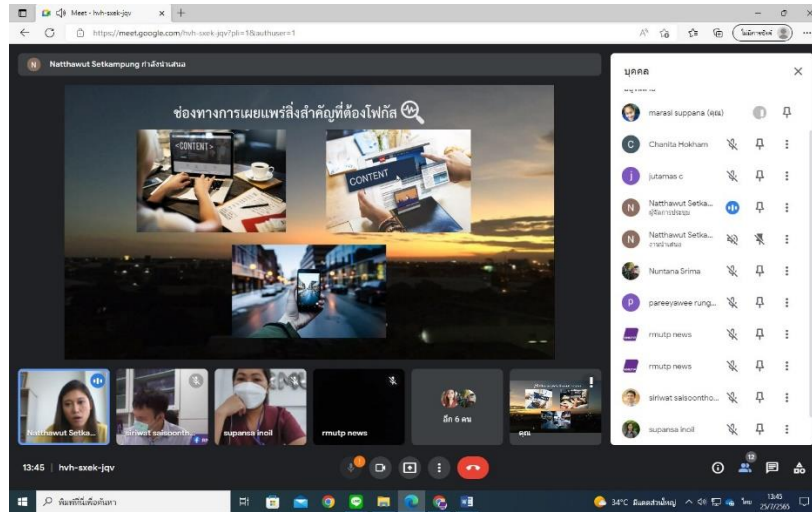 Meet - hvh-sxek-jqv
https://meet.google.com/hvh-sxek-jqv?pli=1&authuser=1
Natthawut Setkampung กำลังนำเสนอ
ช่องทางการเผยแพร่สิ่งสำคัญที่ต้องโฟกัส
<CONTENT>
CONTENT
บุคคล
marasi suppana (คุณ)
Chanita Hokham
jutamas c
Natthawut Setka...
ผู้จัดการประชุม
Natthawut Setka...
งานนำเสนอ
Nuntana Srima
pareeyawee rung...
rmutp news
rmutp news
siriwat saisoontho...
supansa inoil
Natthawut Setka...
siriwat saisoonth...
supansa inoil
rmutp news
อีก 6 คน
คุณ
13:45 | hvh-sxek-jqv
12
พิมพ์ที่นี่เพื่อค้นหา
34°C มีแดดส่วนใหญ่
ไทย
13:45
25/7/2565